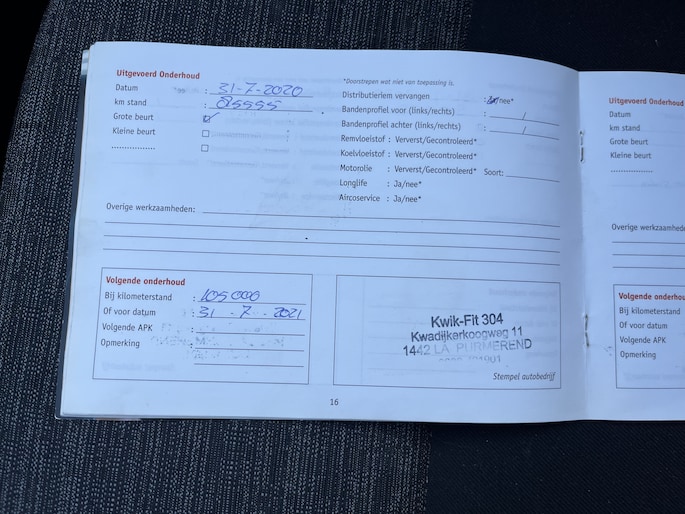 Uitgevoerd Onderhoud
Datum : 31-7-2020
km stand :
Grote beurt
Kleine beurt
.................
*Doorstrepen wat niet van toepassing is.
Distributieriem vervangen : Ja/nee*
Bandenprofiel voor (links/rechts) : /
Bandenprofiel achter (links/rechts) : /
Remvloeistof : Ververst/Gecontroleerd*
Koelvloeistof : Ververst/Gecontroleerd*
Motorolie : Ververst/Gecontroleerd* Soort:
Longlife : Ja/nee*
Aircoservice : Ja/nee*
Overige werkzaamheden:
Volgende onderhoud
Bij kilometerstand : 105000
Of voor datum : 31-7-2021
Volgende APK :
Opmerking :
Kwik-Fit 304
Kwadijkerkoogweg 11
1442 LA PURMEREND
Stempel autobedrijf
16
Uitgevoerd Onderhoud
Datum
km stand
Grote beurt
Kleine beurt
.................
Overige werkzaamhede
Volgende onderhou
Bij kilometerstand
Of voor datum
Volgende APK
Opmerking